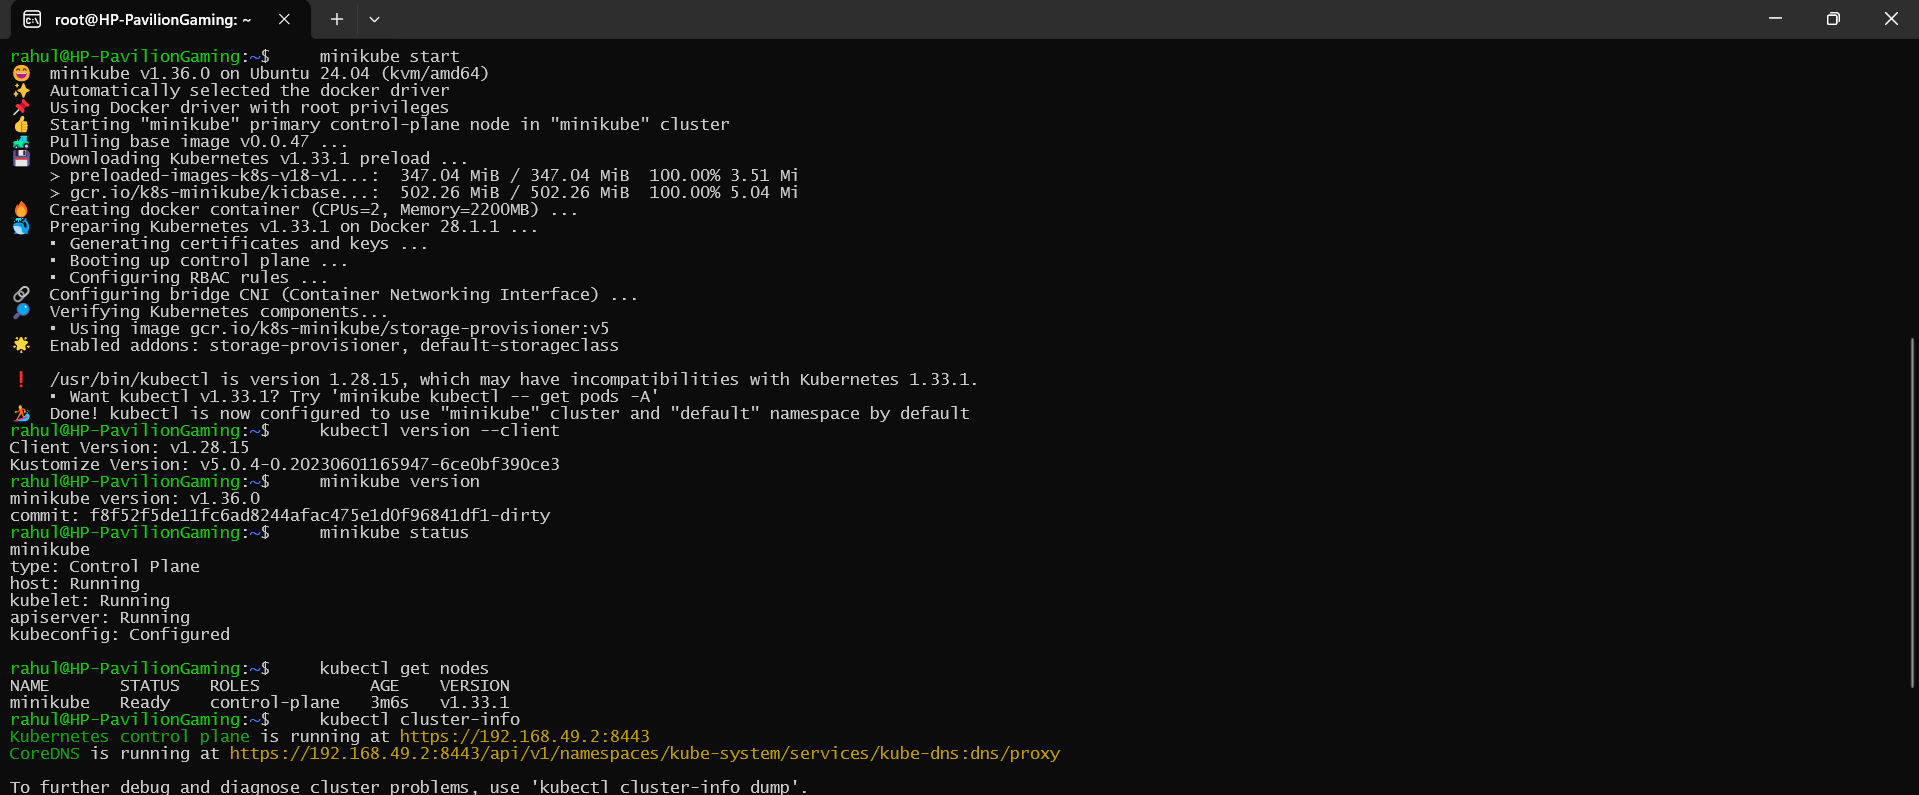 root@HP-PavilionGaming: ~
rahul@HP-PavilionGaming:~$     minikube start
😄  minikube v1.36.0 on Ubuntu 24.04 (kvm/amd64)
✨  Automatically selected the docker driver
📌  Using Docker driver with root privileges
👍  Starting "minikube" primary control-plane node in "minikube" cluster
🚜  Pulling base image v0.0.47 ...
💾  Downloading Kubernetes v1.33.1 preload ...
    > preloaded-images-k8s-v18-v1...:  347.04 MiB / 347.04 MiB  100.00% 3.51 Mi
    > gcr.io/k8s-minikube/kicbase...:  502.26 MiB / 502.26 MiB  100.00% 5.04 Mi
🔥  Creating docker container (CPUs=2, Memory=2200MB) ...
🐳  Preparing Kubernetes v1.33.1 on Docker 28.1.1 ...
    ▪ Generating certificates and keys ...
    ▪ Booting up control plane ...
    ▪ Configuring RBAC rules ...
🔗  Configuring bridge CNI (Container Networking Interface) ...
🔎  Verifying Kubernetes components...
    ▪ Using image gcr.io/k8s-minikube/storage-provisioner:v5
🌟  Enabled addons: storage-provisioner, default-storageclass
❗  /usr/bin/kubectl is version 1.28.15, which may have incompatibilities with Kubernetes 1.33.1.
    ▪ Want kubectl v1.33.1? Try 'minikube kubectl -- get pods -A'
🏄  Done! kubectl is now configured to use "minikube" cluster and "default" namespace by default
rahul@HP-PavilionGaming:~$     kubectl version --client
Client Version: v1.28.15
Kustomize Version: v5.0.4-0.20230601165947-6ce0bf390ce3
rahul@HP-PavilionGaming:~$     minikube version
minikube version: v1.36.0
commit: f8f52f5de11fc6ad8244afac475e1d0f96841df1-dirty
rahul@HP-PavilionGaming:~$     minikube status
minikube
type: Control Plane
host: Running
kubelet: Running
apiserver: Running
kubeconfig: Configured
rahul@HP-PavilionGaming:~$     kubectl get nodes
NAME       STATUS   ROLES           AGE    VERSION
minikube   Ready    control-plane   3m6s   v1.33.1
rahul@HP-PavilionGaming:~$     kubectl cluster-info
Kubernetes control plane is running at https://192.168.49.2:8443
CoreDNS is running at https://192.168.49.2:8443/api/v1/namespaces/kube-system/services/kube-dns:dns/proxy
To further debug and diagnose cluster problems, use 'kubectl cluster-info dump'.